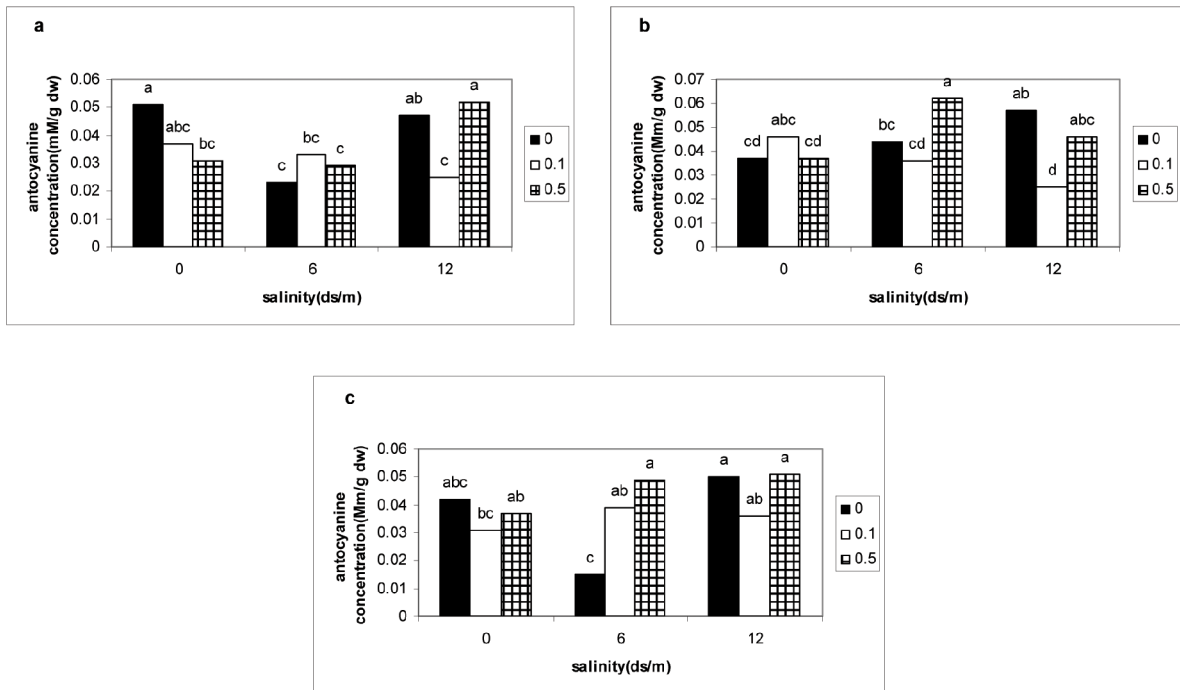 a
antocyanine
concentration(mM/g dw)
0.06
0.05
0.04
0.03
0.02
0.01
0
a
abc
bc
c
bc
c
ab
c
a
0
6
12
salinity(ds/m)
0
0.1
0.5
b
antocyanine
concentration(Mm/g dw)
0.07
0.06
0.05
0.04
0.03
0.02
0.01
0
cd
abc
cd
bc
cd
a
ab
d
abc
0
6
12
salinity(ds/m)
0
0.1
0.5
c
antocyanine
concentration(Mm/g dw)
0.06
0.05
0.04
0.03
0.02
0.01
0
abc
bc
ab
c
ab
a
a
ab
a
0
6
12
salinity(ds/m)
0
0.1
0.5